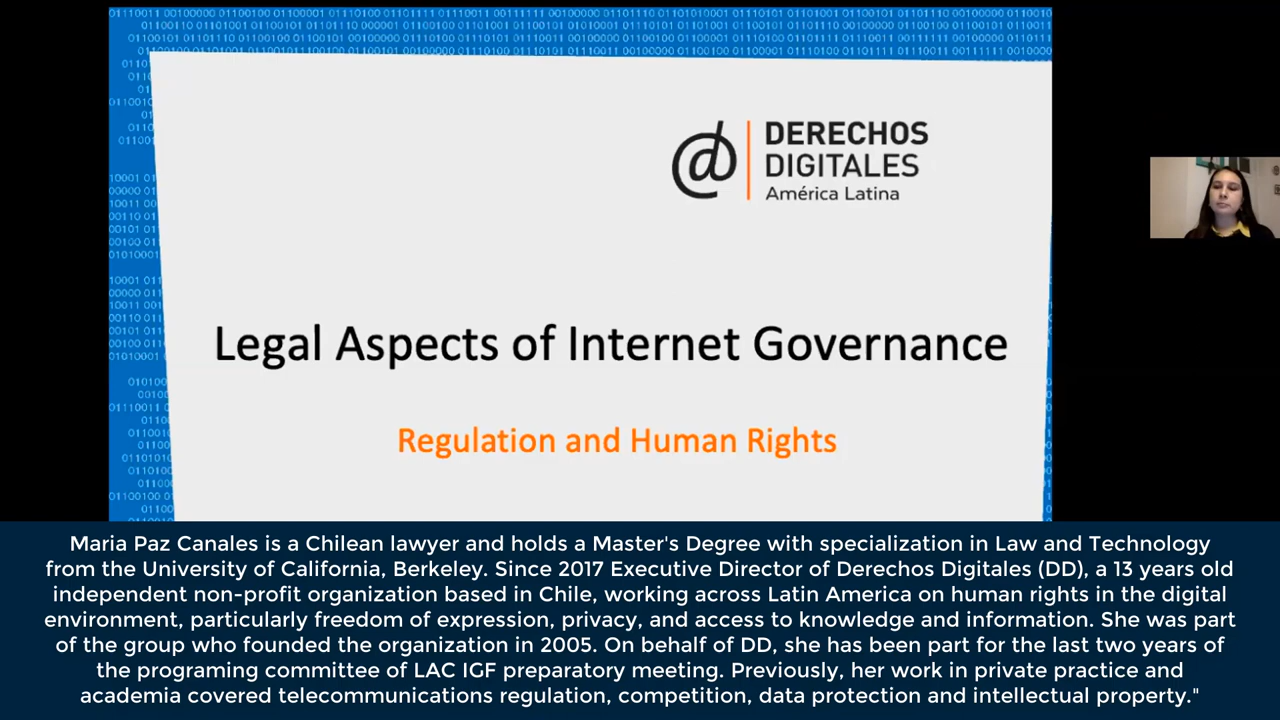 DERECHOS
DIGITALES
América Latina
Legal Aspects of Internet Governance
Regulation and Human Rights
Maria Paz Canales is a Chilean lawyer and holds a Master's Degree with specialization in Law and Technology
from the University of California, Berkeley. Since 2017 Executive Director of Derechos Digitales (DD), a 13 years old
independent non-profit organization based in Chile, working across Latin America on human rights in the digital
environment, particularly freedom of expression, privacy, and access to knowledge and information. She was part
of the group who founded the organization in 2005. On behalf of DD, she has been part for the last two years of
the programing committee of LAC IGF preparatory meeting. Previously, her work in private practice and
academia covered telecommunications regulation, competition, data protection and intellectual property."